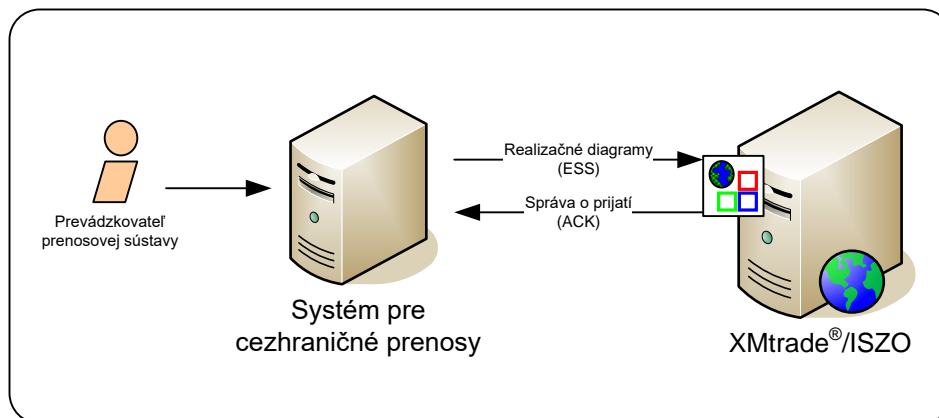 Prevádzkovateľ
prenosovej sústavy
Systém pre
cezhraničné prenosy
Realizačné diagramy
(ESS)
Správa o prijatí
(ACK)
XMtrade®/ISZO